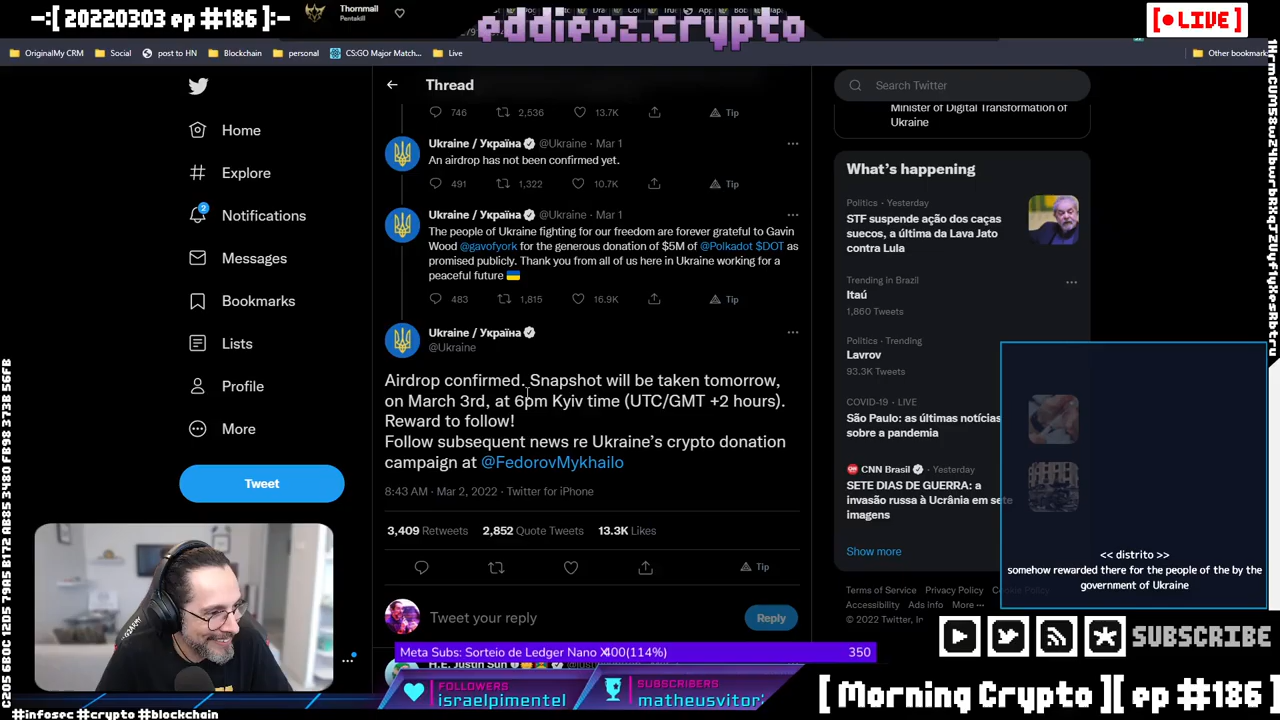 -:[ 20220303 ep #186 ]:-
Thornmail
Pentakill
eddieoz.crypto
[ • LIVE ]
OriginalMy CRM
Social
post to HN
Blockchain
personal
CS:GO Major Match...
Live
Other bookmark
Home
Explore
2
Notifications
Messages
Bookmarks
Lists
Profile
More
Tweet
Thread
746 2,536 13.7K Tip
Ukraine / Україна @Ukraine · Mar 1
An airdrop has not been confirmed yet.
491 1,322 10.7K Tip
Ukraine / Україна @Ukraine · Mar 1
The people of Ukraine fighting for our freedom are forever grateful to Gavin
Wood @gavofyork for the generous donation of $5M of @Polkadot $DOT as
promised publicly. Thank you from all of us here in Ukraine working for a
peaceful future
483 1,815 16.9K Tip
Ukraine / Україна
@Ukraine
Airdrop confirmed. Snapshot will be taken tomorrow,
on March 3rd, at 6pm Kyiv time (UTC/GMT +2 hours).
Reward to follow!
Follow subsequent news re Ukraine's crypto donation
campaign at @FedorovMykhailo
8:43 AM · Mar 2, 2022 · Twitter for iPhone
3,409 Retweets 2,852 Quote Tweets 13.3K Likes
Tip
Tweet your reply
Reply
Search Twitter
Minister of Digital Transformation of
Ukraine
What's happening
Politics · Yesterday
STF suspende ação dos caças
suecos, a última da Lava Jato
contra Lula
Trending in Brazil
Itaú
1,860 Tweets
Politics · Trending
Lavrov
93.3K Tweets
COVID-19 · LIVE
São Paulo: as últimas notícias
sobre a pandemia
CNN Brasil · Yesterday
SETE DIAS DE GUERRA: a
invasão russa à Ucrânia em sete
imagens
Show more
Terms of Service Privacy Policy Cookie Policy
Accessibility Ads info More
© 2022 Twitter, In
<< distrito >>
somehow rewarded there for the people of the by the
government of Ukraine
Meta Subs: Sorteio de Ledger Nano X 400(114%) 350
H.E. Justin Sun
FOLLOWERS
israelpimentel
SUBSCRIBERS
matheusvitor
SUBSCRIBE
[ Morning Crypto ][ ep #186 ]
#infosec #crypto #blockchain